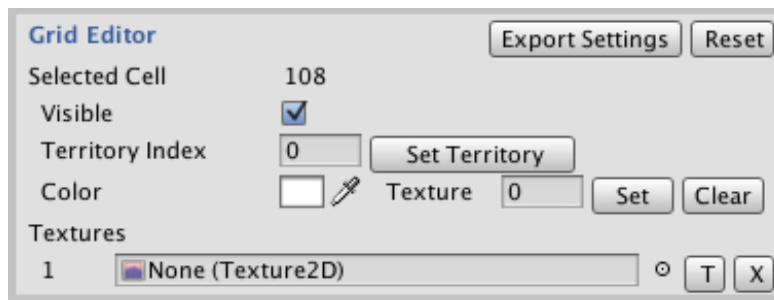 Grid Editor Export Settings Reset
Selected Cell 108
Visible
Territory Index 0 Set Territory
Color Texture 0 Set Clear
Textures
1 None (Texture2D) T X